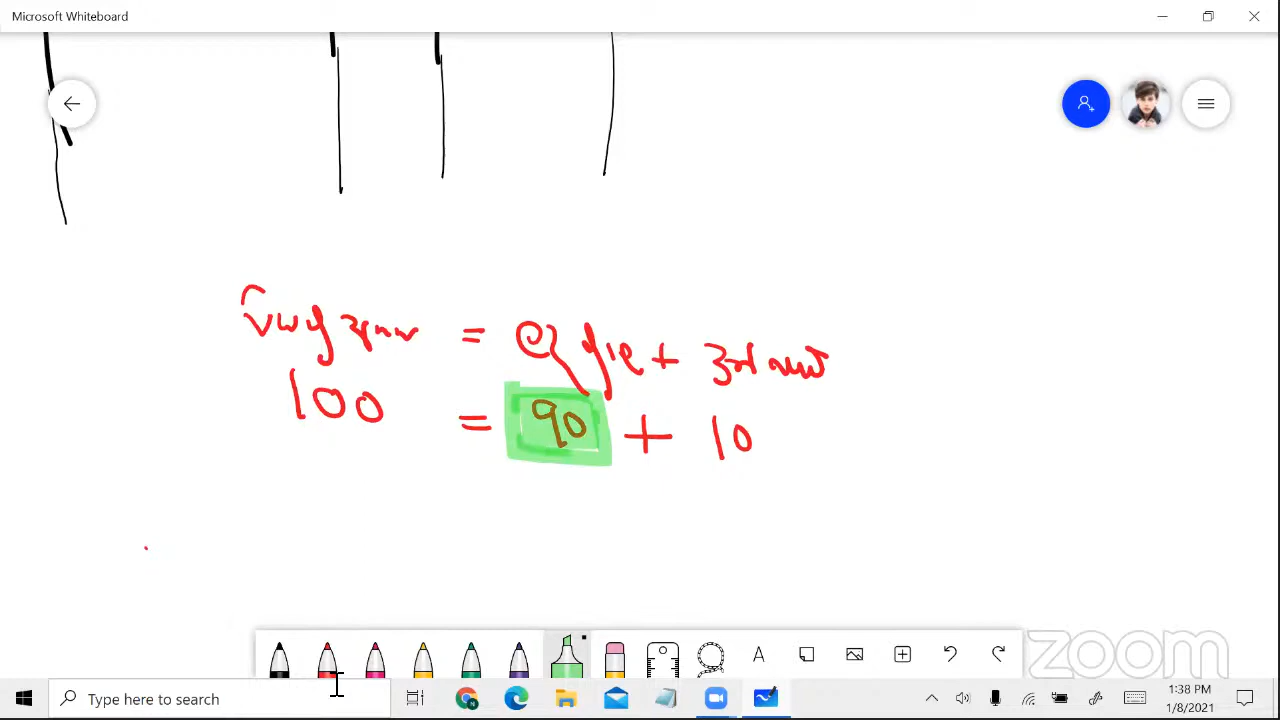 Microsoft Whiteboard
100 = 90 + 10
A
zoom
Type here to search
N
1:38 PM
1/8/2021